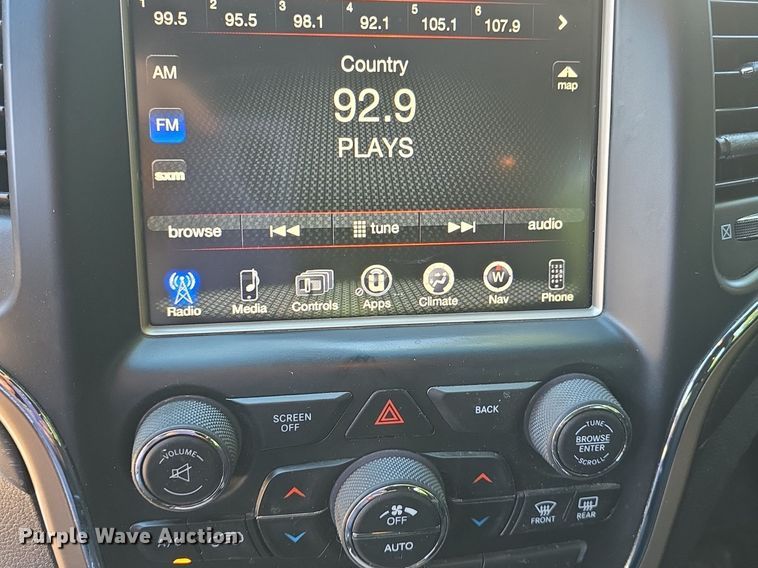 1 99.5 2 95.5 3 98.1 4 92.1 5 105.1 6 107.9
AM
Country
map
92.9
FM
PLAYS
sxm
browse tune audio
Radio Media Controls Apps Climate W Nav Phone
SCREEN OFF
BACK
VOLUME
TUNE
BROWSE
ENTER
SCROLL
OFF
AUTO
FRONT REAR
A/C
Purple Wave Auction